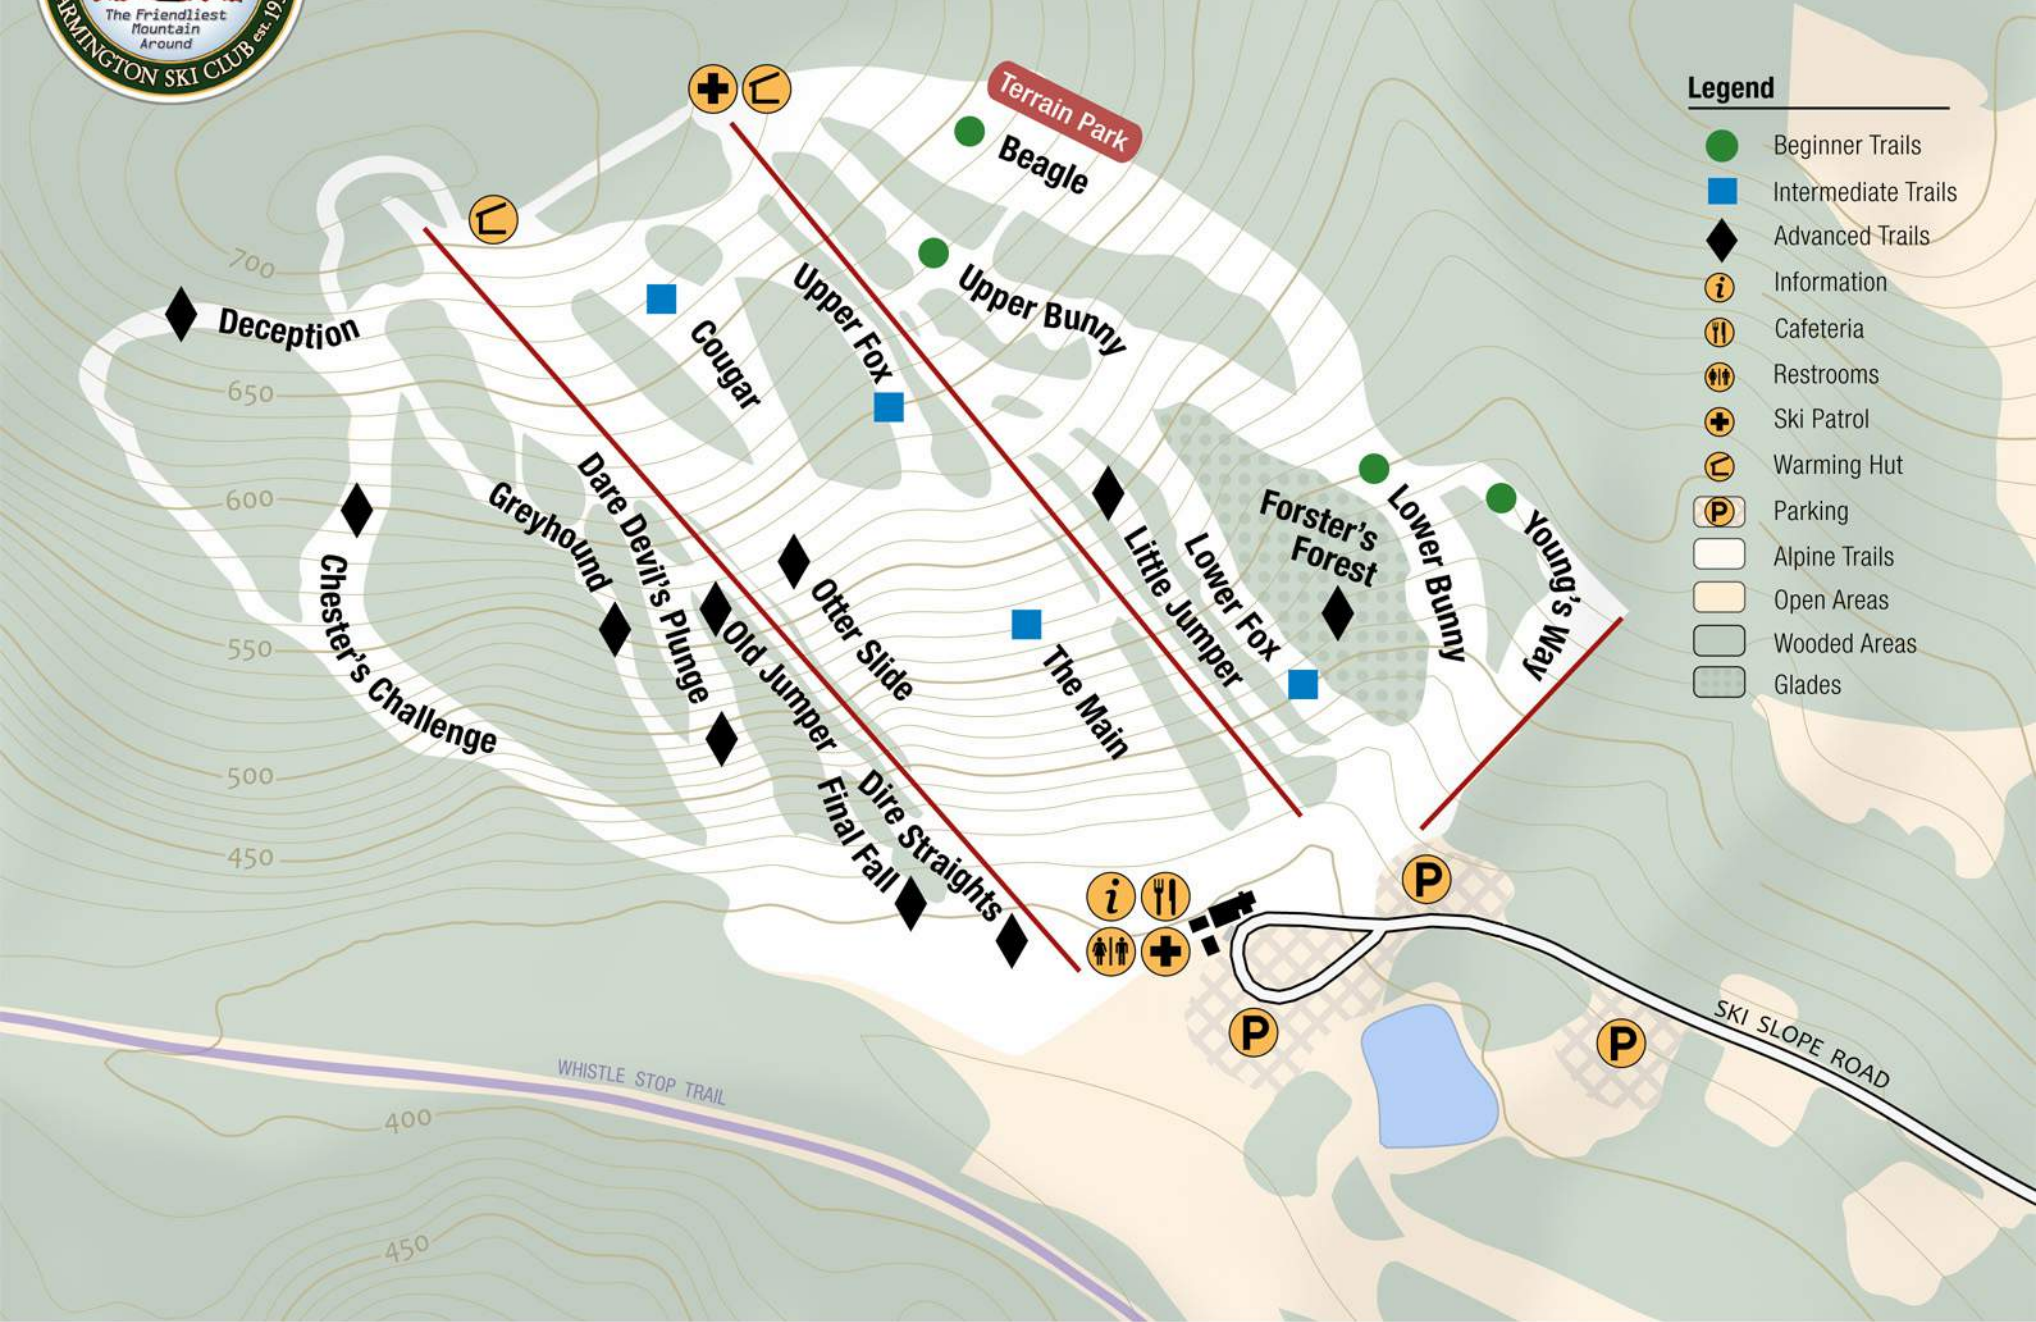 The Friendliest
Mountain
Around
ARMINGTON SKI CLUB est. 19
Terrain Park
Beagle
Upper Bunny
Upper Fox
Cougar
Deception
Chester's Challenge
Greyhound
Dare Devil's Plunge
Old Jumper
Otter Slide
The Main
Little Jumper
Lower Fox
Forster's
Forest
Lower Bunny
Young's Way
Final Fall
Dire Straights
700
650
600
550
500
450
400
450
i
P
P
P
WHISTLE STOP TRAIL
SKI SLOPE ROAD
Legend
Beginner Trails
Intermediate Trails
Advanced Trails
i Information
Cafeteria
Restrooms
Ski Patrol
Warming Hut
P Parking
Alpine Trails
Open Areas
Wooded Areas
Glades